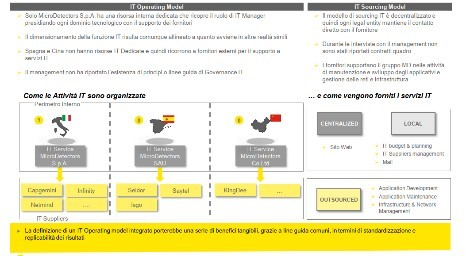 IT Operating Model
Solo MicroDetectors S.p.A. ha una risorsa interna dedicata che ricopre il ruolo di IT Manager
presidiando ogni dominio tecnologico con il supporto dei fornitori
Il dimensionamento della funzione IT risulta comunque allineato a quanto avviene in altre realtà simili
Spagna e Cina non hanno risorse IT Dedicate e quindi ricorrono a fornitori esterni per il supporto a
servizi IT
Il management non ha riportato l'esistenza di principi o linee guida di Governance IT
IT Sourcing Model
Il modello di sourcing IT è decentralizzato e
quindi ogni legal entity mantiene il contatto
diretto con il fornitore
Durante le interviste con il management non
sono stati riportati contratti quadro
I fornitori supportano il gruppo MD nelle attività
di manutenzione e sviluppo degli applicativi e
gestione delle reti e infrastruttura
Come le Attività IT sono organizzate
Perimetro Interno
1
IT Service
MicroDetectors
S.p.A.
IT Service
MicroDetectors
SAU
IT Service
MicroDetectors
Co Ltd
Capgemini
Infinity
Netmind
...
Seidor
Saytel
Kingdee
...
IT Suppliers
... e come vengono forniti i servizi IT
CENTRALIZED
LOCAL
Sito Web
IT budget & planning
IT Suppliers management
Mail
OUTSOURCED
Application Development
Application Maintenance
Infrastructure & Network
Management
La definizione di un IT Operating model integrato porterebbe una serie di benefici tangibili, grazie a line guida comuni, in termini di standardizzazione e
replicabilità dei risultati